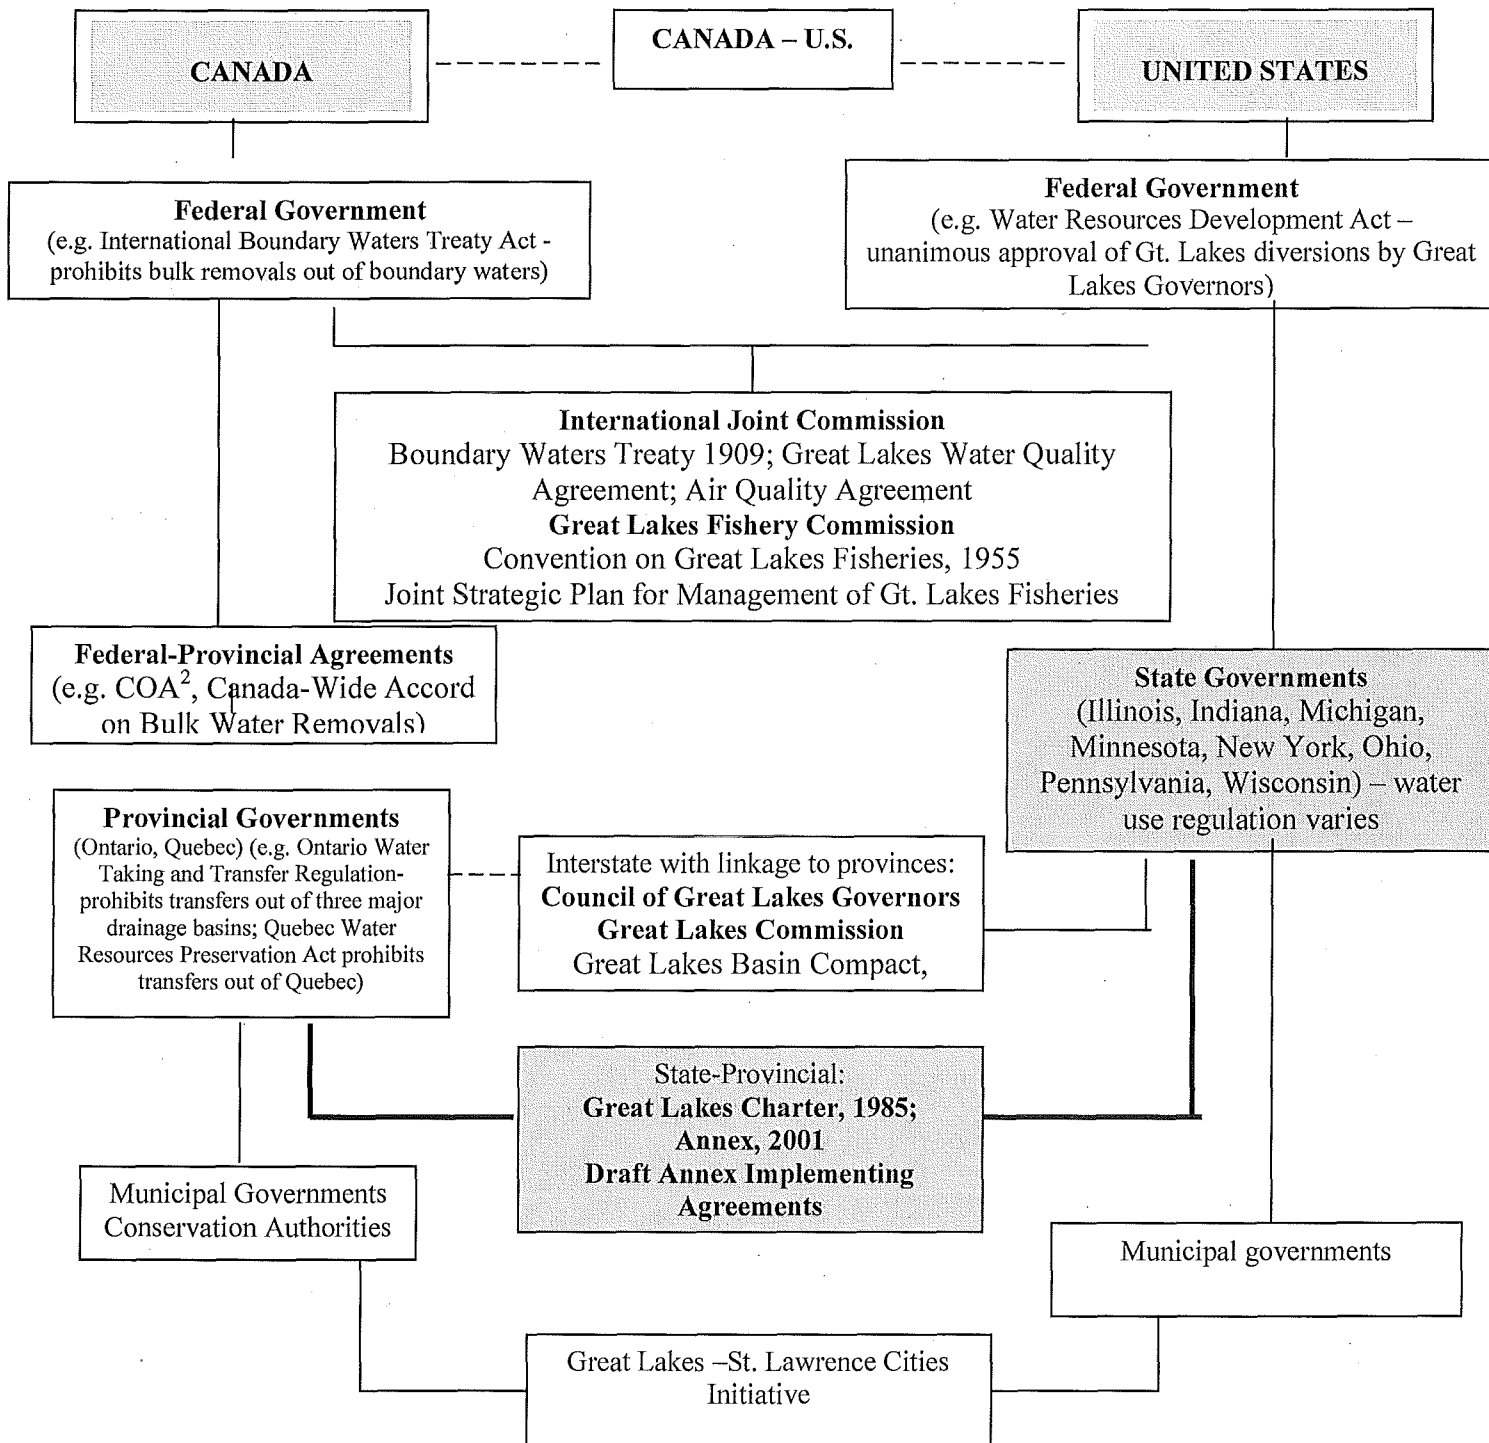 CANADA
CANADA – U.S.
UNITED STATES
Federal Government
(e.g. International Boundary Waters Treaty Act -
prohibits bulk removals out of boundary waters)
Federal Government
(e.g. Water Resources Development Act –
unanimous approval of Gt. Lakes diversions by Great
Lakes Governors)
International Joint Commission
Boundary Waters Treaty 1909; Great Lakes Water Quality
Agreement; Air Quality Agreement
Great Lakes Fishery Commission
Convention on Great Lakes Fisheries, 1955
Joint Strategic Plan for Management of Gt. Lakes Fisheries
Federal-Provincial Agreements
(e.g. COA², Canada-Wide Accord
on Bulk Water Removals)
State Governments
(Illinois, Indiana, Michigan,
Minnesota, New York, Ohio,
Pennsylvania, Wisconsin) – water
use regulation varies
Provincial Governments
(Ontario, Quebec) (e.g. Ontario Water
Taking and Transfer Regulation-
prohibits transfers out of three major
drainage basins; Quebec Water
Resources Preservation Act prohibits
transfers out of Quebec)
Interstate with linkage to provinces:
Council of Great Lakes Governors
Great Lakes Commission
Great Lakes Basin Compact,
State-Provincial:
Great Lakes Charter, 1985;
Annex, 2001
Draft Annex Implementing
Agreements
Municipal Governments
Conservation Authorities
Municipal governments
Great Lakes –St. Lawrence Cities
Initiative